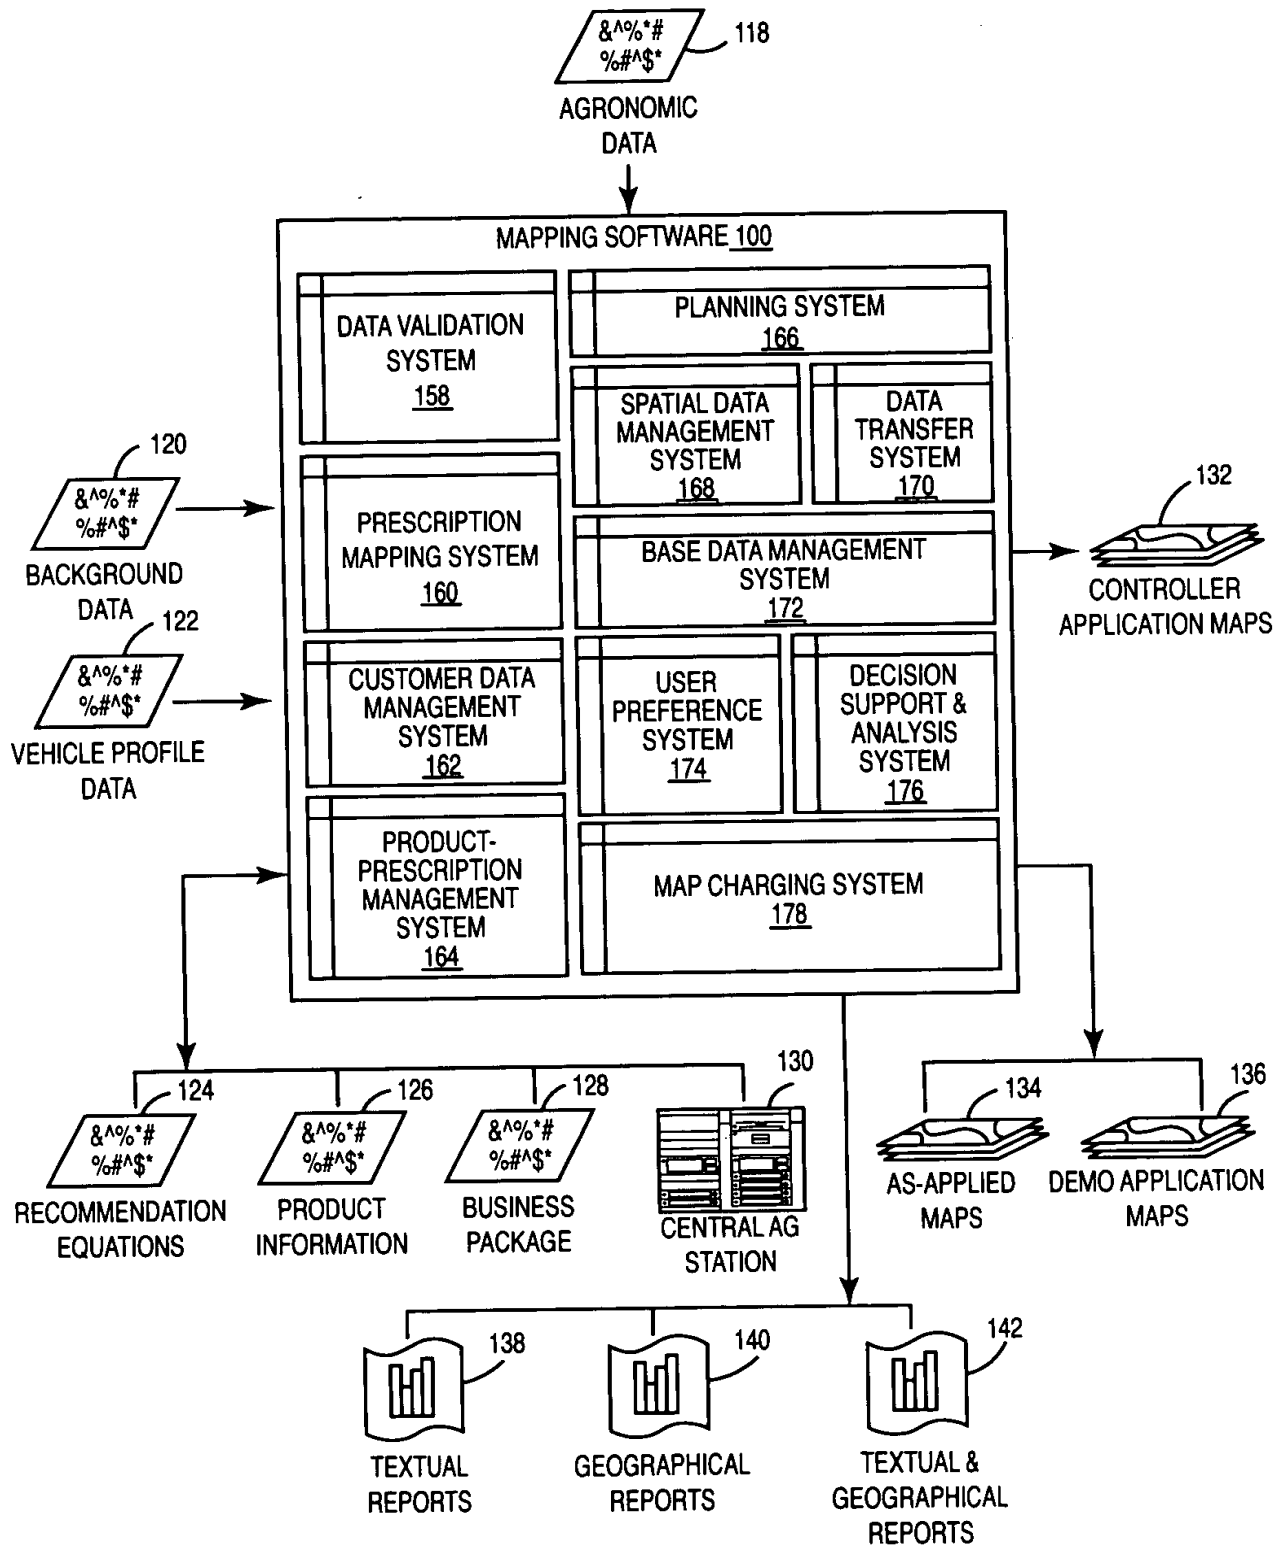 &^%*#
%#^$*
118
AGRONOMIC
DATA
MAPPING SOFTWARE 100
DATA VALIDATION
SYSTEM
158
PLANNING SYSTEM
166
SPATIAL DATA
MANAGEMENT
SYSTEM
168
DATA
TRANSFER
SYSTEM
170
120
&^%*#
%#^$*
BACKGROUND
DATA
PRESCRIPTION
MAPPING SYSTEM
160
BASE DATA MANAGEMENT
SYSTEM
172
132
CONTROLLER
APPLICATION MAPS
122
&^%*#
%#^$*
VEHICLE PROFILE
DATA
CUSTOMER DATA
MANAGEMENT
SYSTEM
162
USER
PREFERENCE
SYSTEM
174
DECISION
SUPPORT &
ANALYSIS
SYSTEM
176
PRODUCT-
PRESCRIPTION
MANAGEMENT
SYSTEM
164
MAP CHARGING SYSTEM
178
124
&^%*#
%#^$*
RECOMMENDATION
EQUATIONS
126
&^%*#
%#^$*
PRODUCT
INFORMATION
128
&^%*#
%#^$*
BUSINESS
PACKAGE
130
CENTRAL AG
STATION
134
AS-APPLIED
MAPS
136
DEMO APPLICATION
MAPS
138
TEXTUAL
REPORTS
140
GEOGRAPHICAL
REPORTS
142
TEXTUAL &
GEOGRAPHICAL
REPORTS